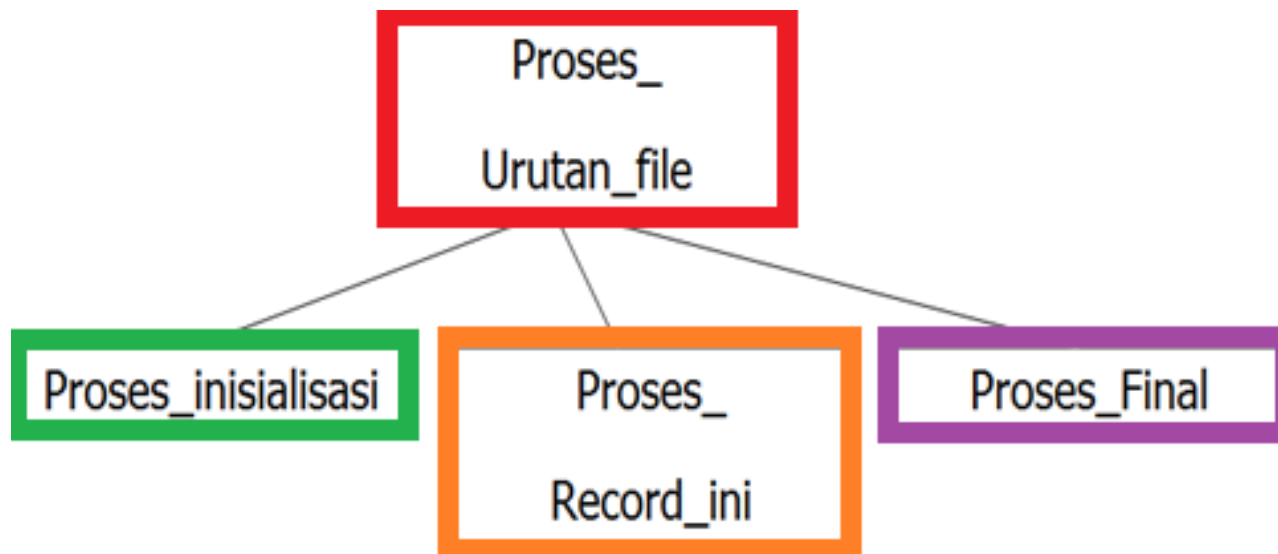 Proses_
Urutan_file
Proses_inisialisasi
Proses_
Record_ini
Proses_Final